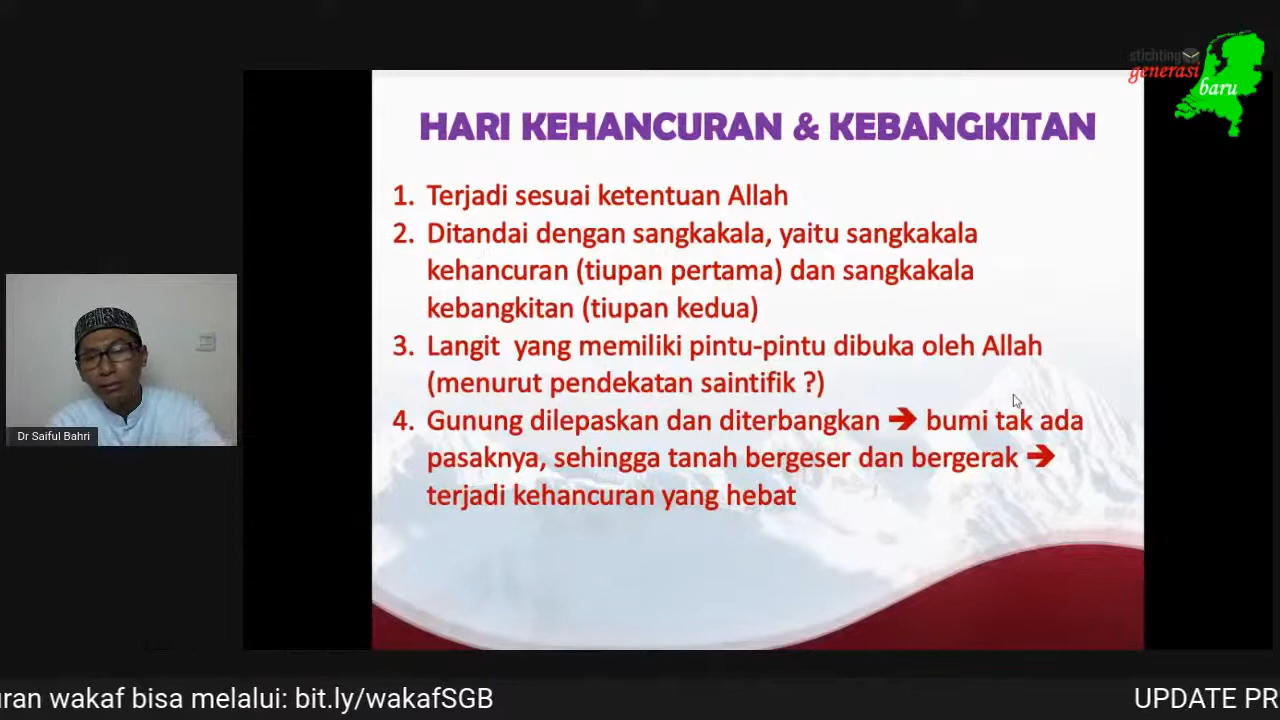 stichting
generasi
baru
HARI KEHANCURAN & KEBANGKITAN
1. Terjadi sesuai ketentuan Allah
2. Ditandai dengan sangkakala, yaitu sangkakala
kehancuran (tiupan pertama) dan sangkakala
kebangkitan (tiupan kedua)
3. Langit yang memiliki pintu-pintu dibuka oleh Allah
(menurut pendekatan saintifik ?)
4. Gunung dilepaskan dan diterbangkan ➔ bumi tak ada
pasaknya, sehingga tanah bergeser dan bergerak ➔
terjadi kehancuran yang hebat
Dr Saiful Bahri
uran wakaf bisa melalui: bit.ly/wakafSGB
UPDATE PR